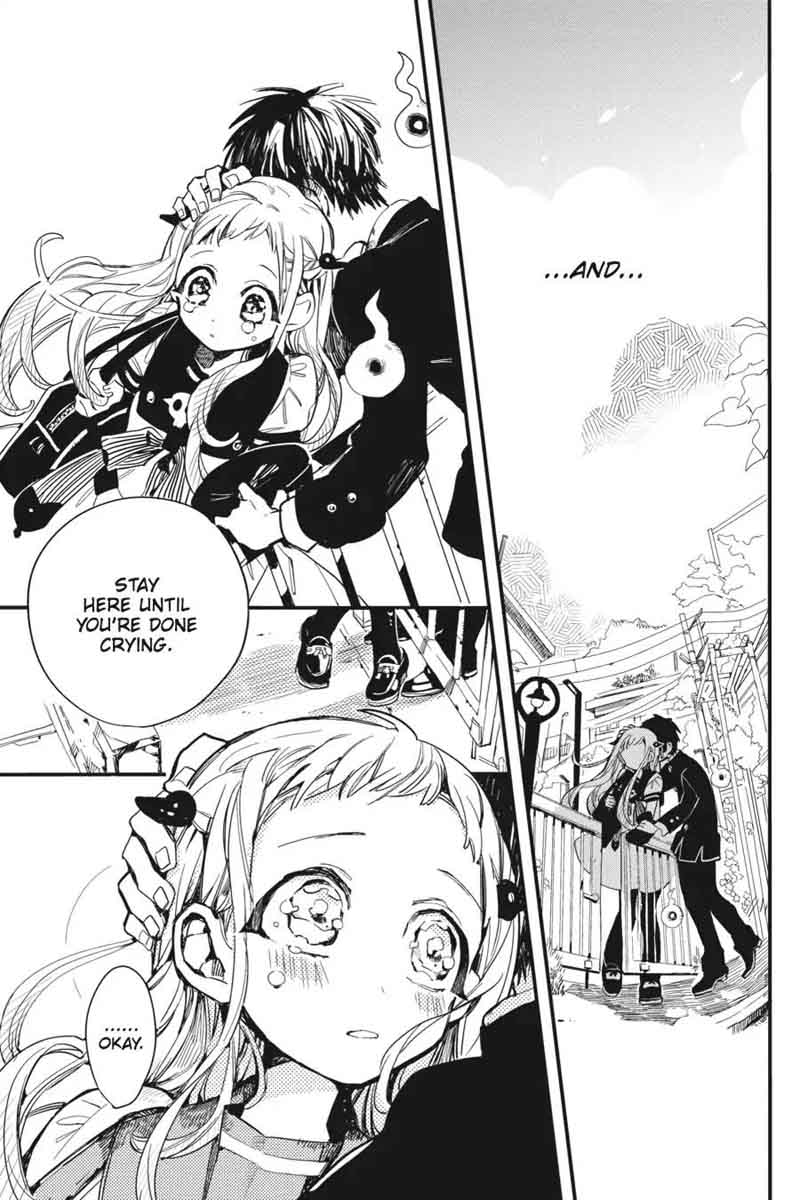 ...AND...
STAY
HERE UNTIL
YOU'RE DONE
CRYING.
......
OKAY.